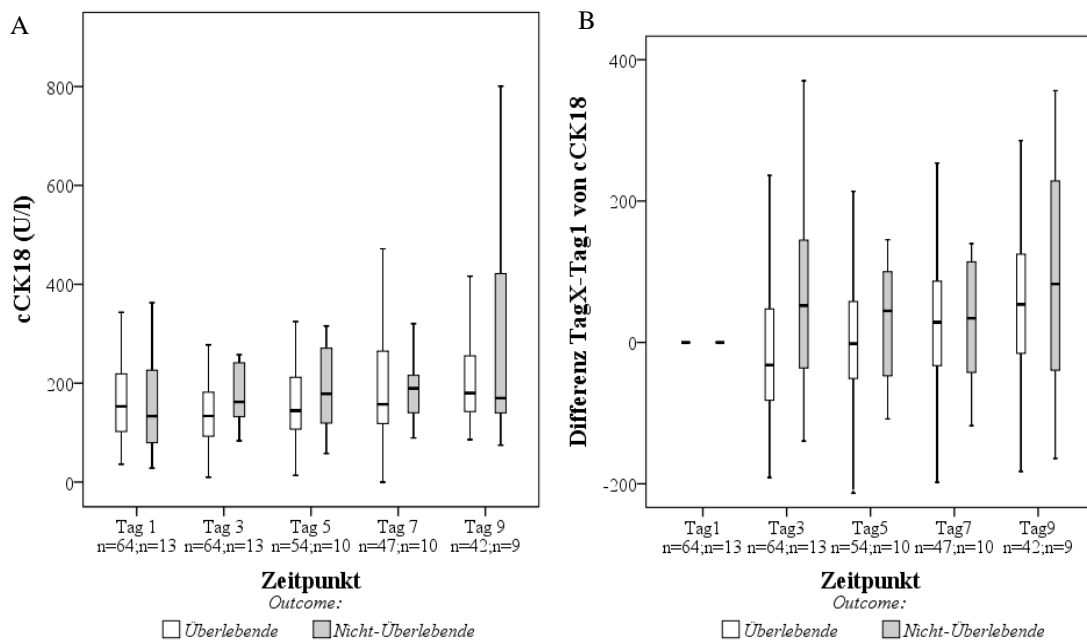 A
cCK18 (U/l)
800
600
400
200
0
Tag 1 Tag 3 Tag 5 Tag 7 Tag 9
n=64;n=13 n=64;n=13 n=54;n=10 n=47;n=10 n=42;n=9
Zeitpunkt
Outcome:
Überlebende Nicht-Überlebende
B
Differenz TagX-Tag1 von cCK18
400
200
0
-200
Tag1 Tag3 Tag5 Tag7 Tag9
n=64;n=13 n=64;n=13 n=54;n=10 n=47;n=10 n=42;n=9
Zeitpunkt
Outcome:
Überlebende Nicht-Überlebende